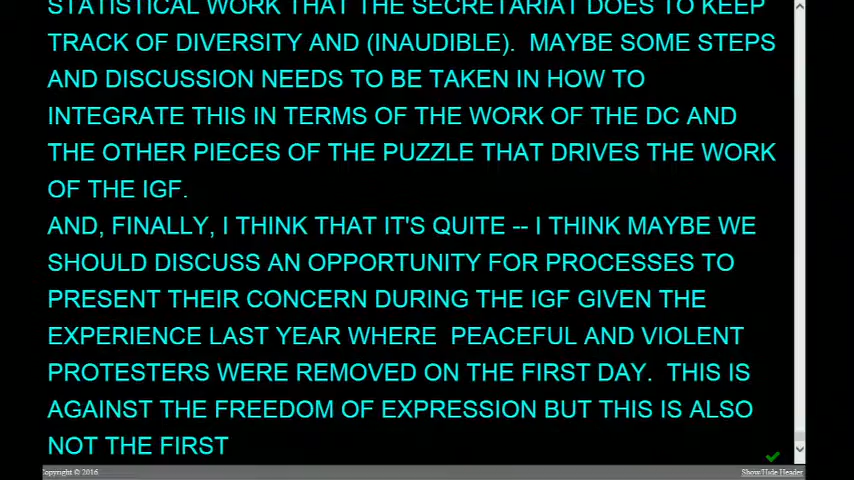 STATISTICAL WORK THAT THE SECRETARIAT DOES TO KEEP
TRACK OF DIVERSITY AND (INAUDIBLE).  MAYBE SOME STEPS
AND DISCUSSION NEEDS TO BE TAKEN IN HOW TO
INTEGRATE THIS IN TERMS OF THE WORK OF THE DC AND
THE OTHER PIECES OF THE PUZZLE THAT DRIVES THE WORK
OF THE IGF.
AND, FINALLY, I THINK THAT IT'S QUITE -- I THINK MAYBE WE
SHOULD DISCUSS AN OPPORTUNITY FOR PROCESSES TO
PRESENT THEIR CONCERN DURING THE IGF GIVEN THE
EXPERIENCE LAST YEAR WHERE  PEACEFUL AND VIOLENT
PROTESTERS WERE REMOVED ON THE FIRST DAY.  THIS IS
AGAINST THE FREEDOM OF EXPRESSION BUT THIS IS ALSO
NOT THE FIRST
Copyright © 2016
Show/Hide Header